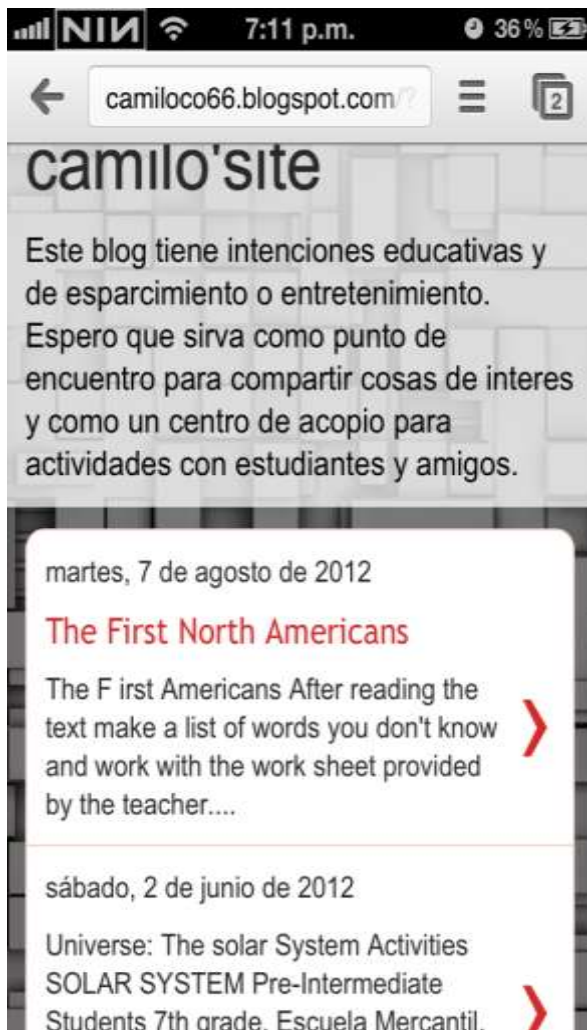 NIИ 7:11 p.m. 36%
camiloco66.blogspot.com/?
2
camilo'site
Este blog tiene intenciones educativas y
de esparcimiento o entretenimiento.
Espero que sirva como punto de
encuentro para compartir cosas de interes
y como un centro de acopio para
actividades con estudiantes y amigos.
martes, 7 de agosto de 2012
The First North Americans
The F irst Americans After reading the
text make a list of words you don't know
and work with the work sheet provided
by the teacher....
sábado, 2 de junio de 2012
Universe: The solar System Activities
SOLAR SYSTEM Pre-Intermediate
Students 7th grade. Escuela Mercantil.